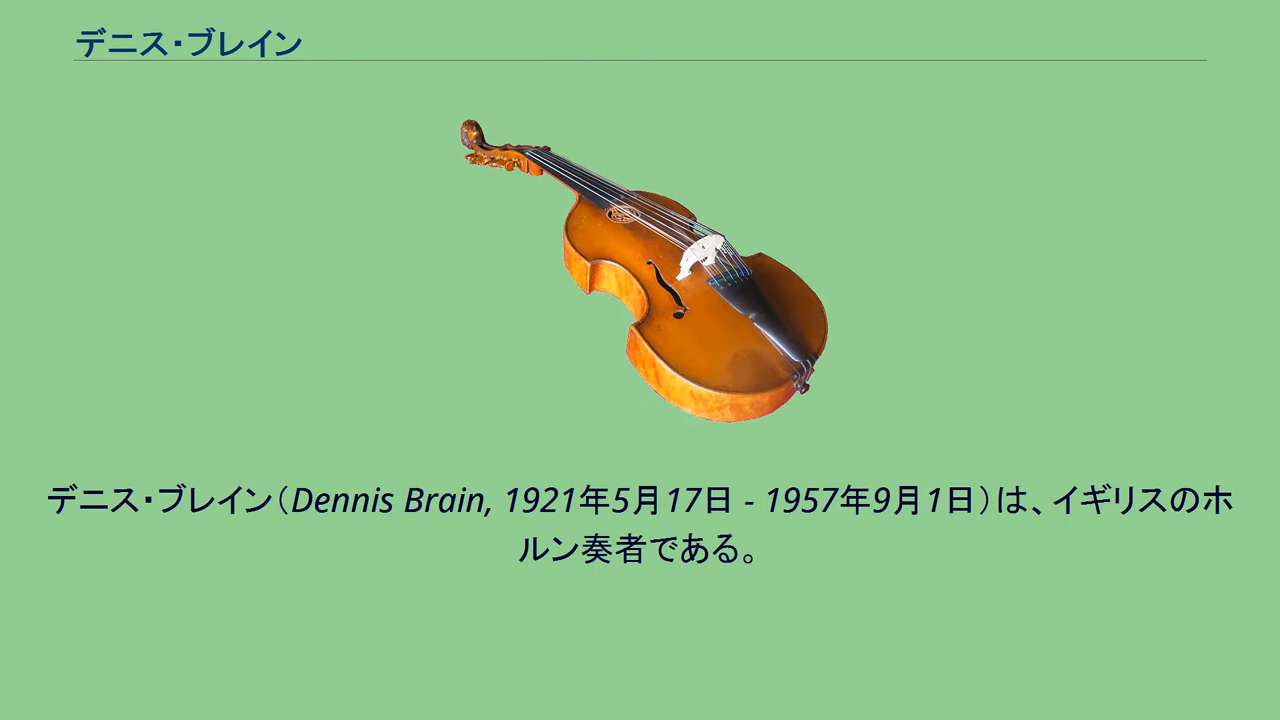 デニス・ブレイン
デニス・ブレイン（Dennis Brain, 1921年5月17日 - 1957年9月1日）は、イギリスのホ
ルン奏者である。